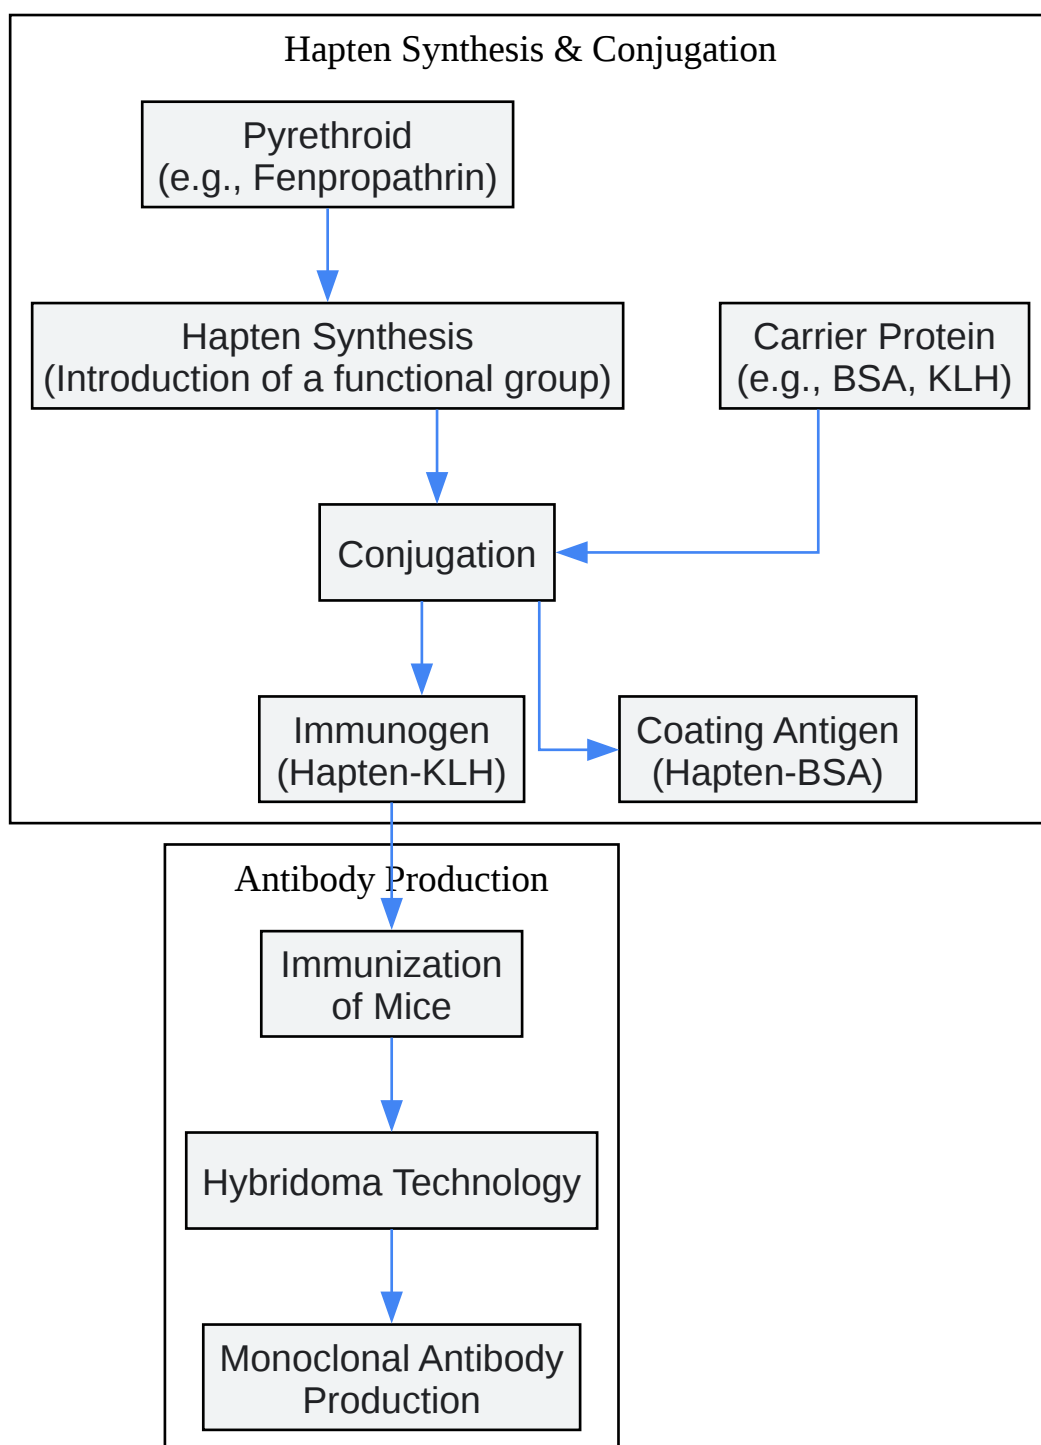 Hapten Synthesis & Conjugation
Pyrethroid
(e.g., Fenpropathrin)
Hapten Synthesis
(Introduction of a functional group)
Carrier Protein
(e.g., BSA, KLH)
Conjugation
Immunogen
(Hapten-KLH)
Coating Antigen
(Hapten-BSA)
Antibody Production
Immunization
of Mice
Hybridoma Technology
Monoclonal Antibody
Production